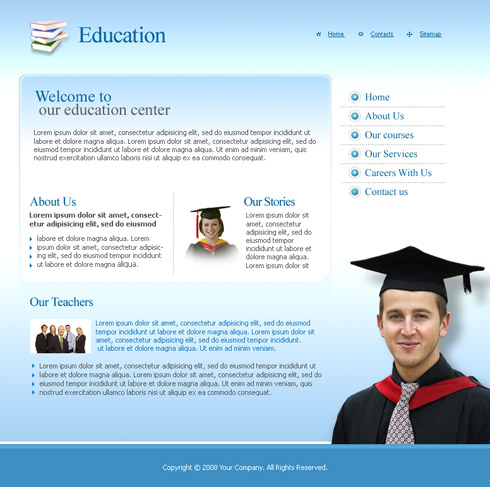 Education
Home Contacts Sitemap
Welcome to
our education center
Lorem ipsum dolor sit amet, consectetur adipisicing elit, sed do eiusmod tempor incididunt ut
labore et dolore magna aliqua. Lorem ipsum dolor sit amet, consectetur adipisicing elit, sed do
eiusmod tempor incididunt ut labore et dolore magna aliqua. Ut enim ad minim veniam, quis
nostrud exercitation ullamco laboris nisi ut aliquip ex ea commodo consequat.
Home
About Us
Our courses
Our Services
Careers With Us
Contact us
About Us
Lorem ipsum dolor sit amet, consect-
etur adipisicing elit, sed do eiusmod
labore et dolore magna aliqua. Lorem
ipsum dolor sit amet, consectetur adipisic-
ing elit, sed do eiusmod tempor incididunt
ut labore et dolore magna aliqua.
Our Stories
Lorem ipsum dolor
sit amet, consectetur
adipisicing elit, sed do
eiusmod tempor
incididunt ut labore et
dolore magna aliqua.
Lorem ipsum dolor sit
Our Teachers
Lorem ipsum dolor sit amet, consectetur adipisicing elit, sed do eiusmod
tempor incididunt ut labore et dolore magna aliqua. Lorem ipsum dolor sit
amet, consectetur adipisicing elit, sed do eiusmod tempor incididunt ut
labore et dolore magna aliqua. Ut enim ad minim veniam.
Lorem ipsum dolor sit amet, consectetur adipisicing elit, sed do eiusmod tempor incididunt ut
labore et dolore magna aliqua. Lorem ipsum dolor sit amet, consectetur adipisicing elit, sed do
eiusmod tempor incididunt ut labore et dolore magna aliqua. Ut enim ad minim veniam, quis
nostrud exercitation ullamco laboris nisi ut aliquip ex ea commodo consequat.
Copyright © 2008 Your Company. All Rights Reserved.